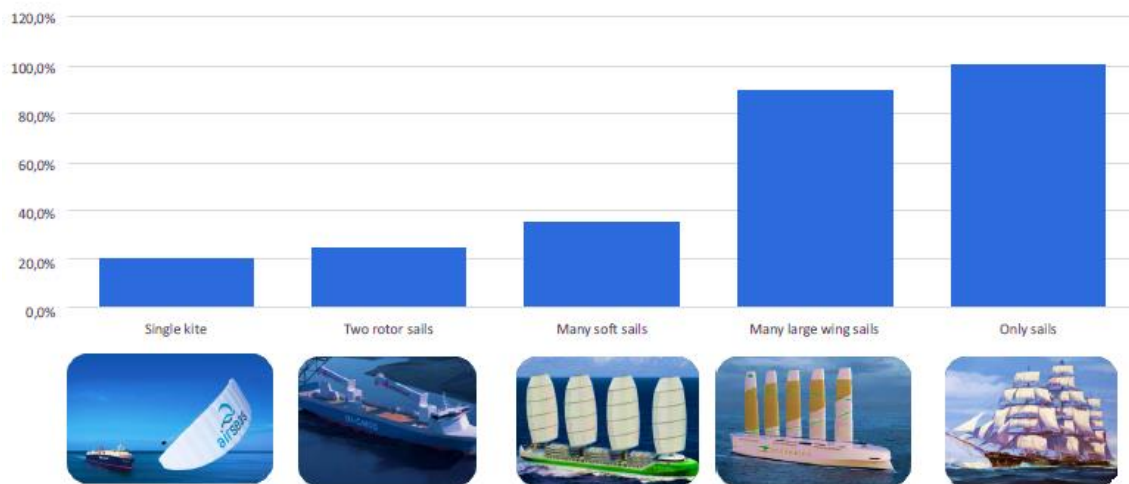 120,0%
100,0%
80,0%
60,0%
40,0%
20,0%
0,0%
Single kite
Two rotor sails
Many soft sails
Many large wing sails
Only sails
airseas